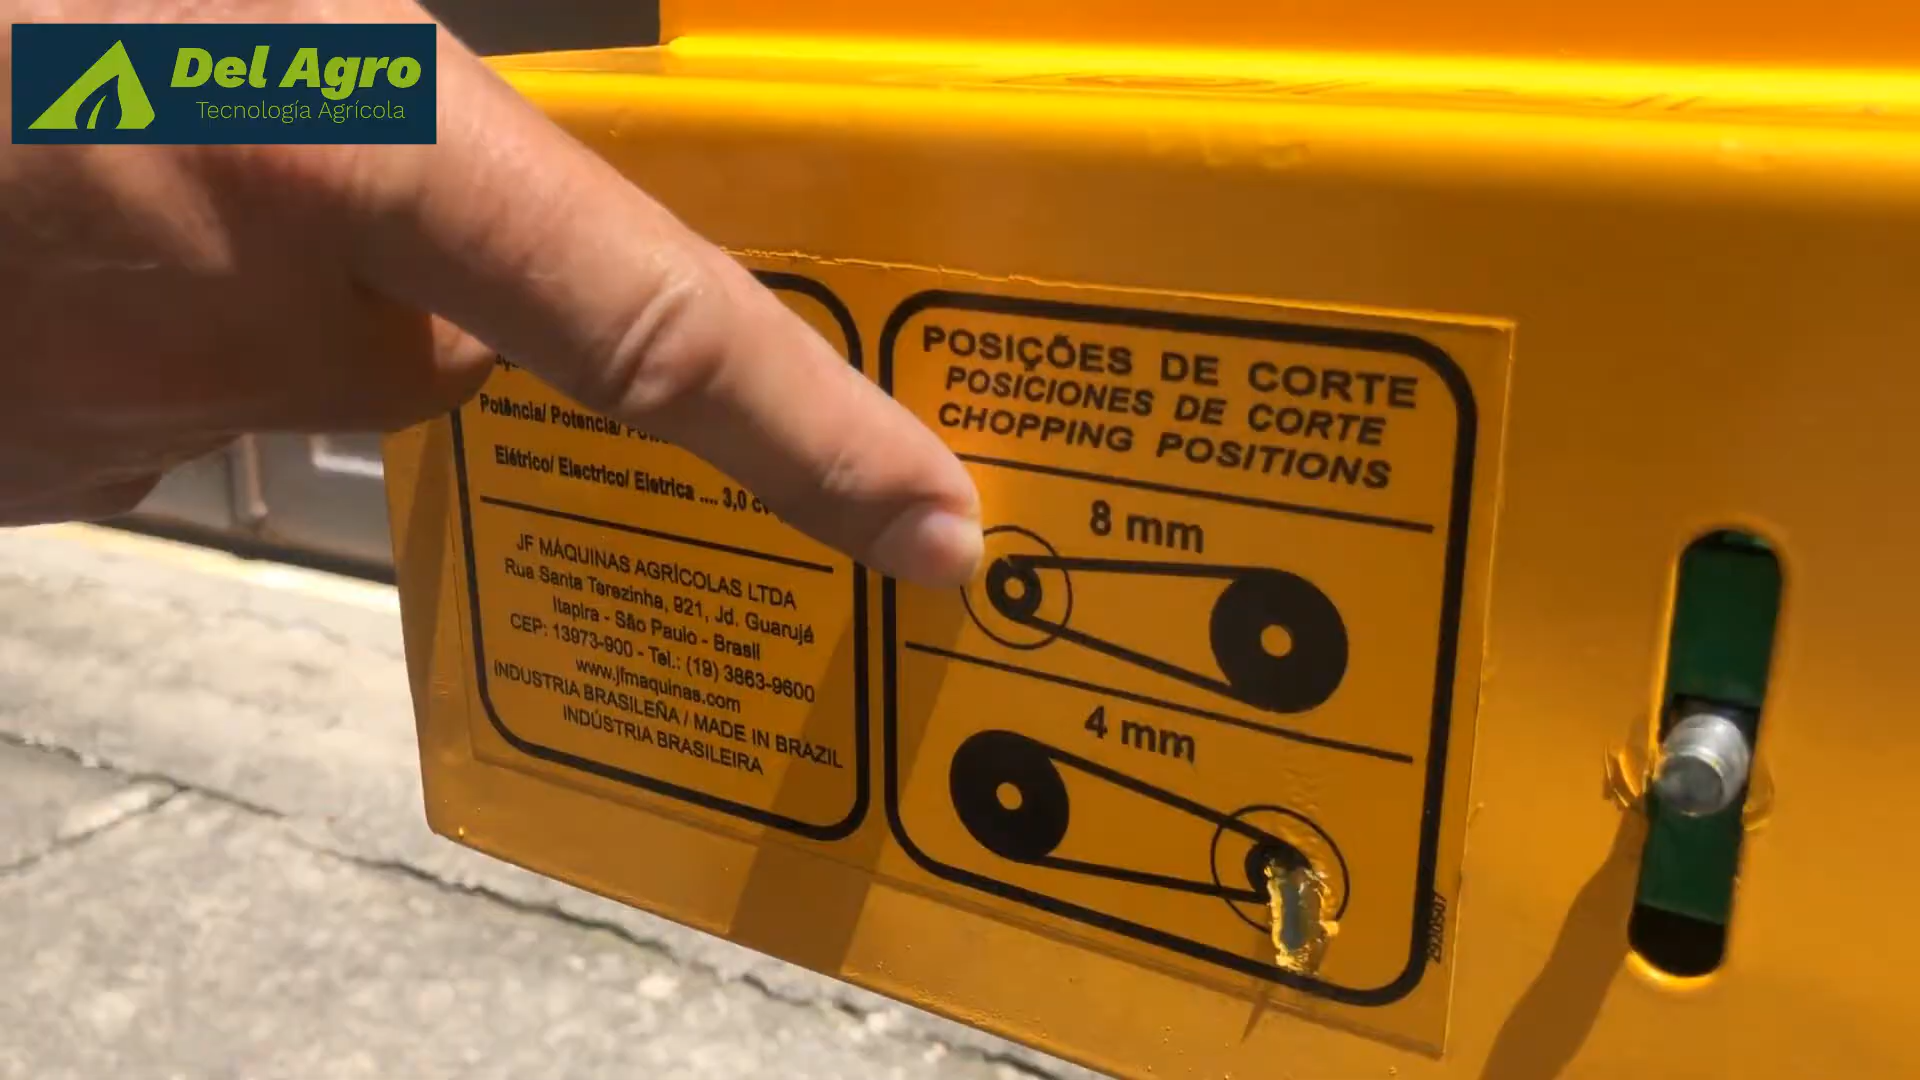 Del Agro
Tecnología Agrícola
Potência/ Potencia/
Elétrico/ Electrico/ Eletrica .... 3,0 cv
JF MÁQUINAS AGRÍCOLAS LTDA
Rua Santa Terezinha, 921, Jd. Guarujá
Itapira - São Paulo - Brasil
CEP: 13973-900 - Tel.: (19) 3863-9600
www.jfmaquinas.com
INDUSTRIA BRASILEÑA / MADE IN BRAZIL
INDÚSTRIA BRASILEIRA
POSIÇÕES DE CORTE
POSICIONES DE CORTE
CHOPPING POSITIONS
8 mm
4 mm